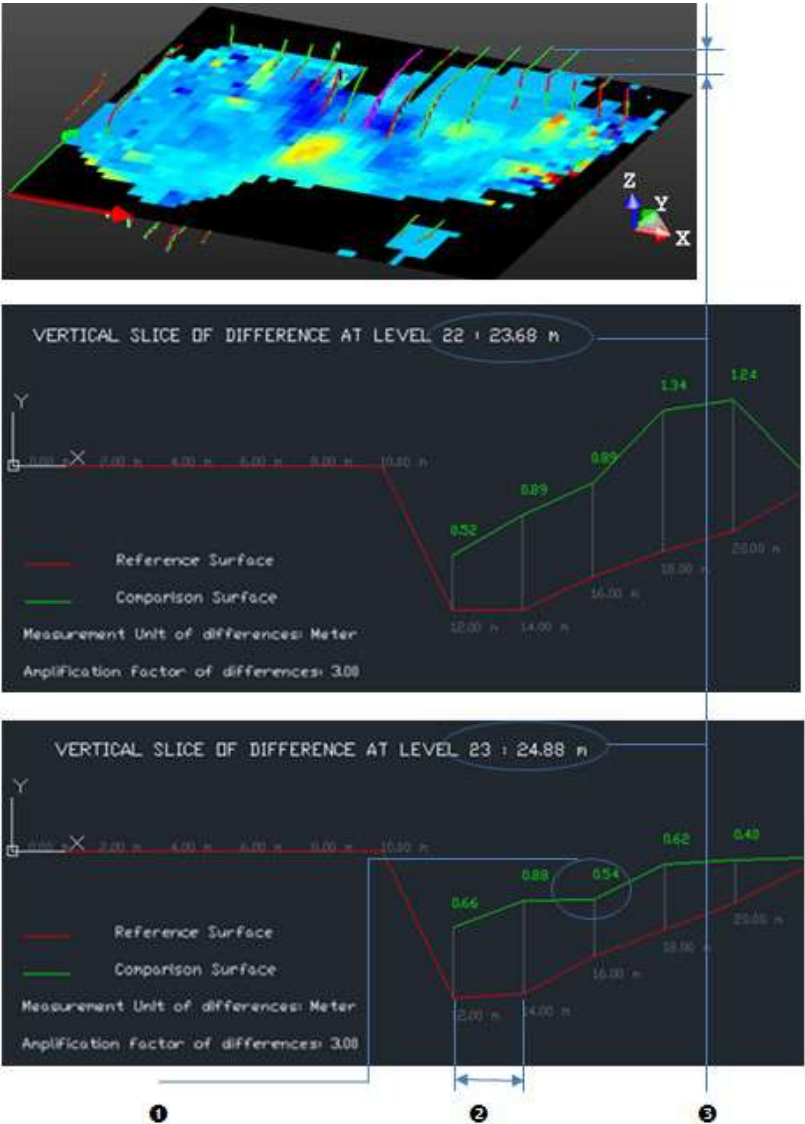 Z
Y
X
VERTICAL SLICE OF DIFFERENCE AT LEVEL 22 : 23.68 m
1.34
1.24
Y
0.89
0.00 m X 2.00 m 4.00 m 6.00 m 8.00 m 10.00 m
0.89
0.52
20.00 m
Reference Surface
18.00 m
16.00 m
Comparison Surface
12.00 m 14.00 m
Measurement Unit of differences: Meter
Amplification factor of differences: 3.00
VERTICAL SLICE OF DIFFERENCE AT LEVEL 23 : 24.88 m
Y
0.62 0.40
0.00 m X 2.00 m 4.00 m 6.00 m 8.00 m 10.00 m
0.88 0.54
0.66
20.00 m
Reference Surface
18.00 m
Comparison Surface
16.00 m
Measurement Unit of differences: Meter
12.00 m 14.00 m
Amplification factor of differences: 3.00
❶ ❷ ❸